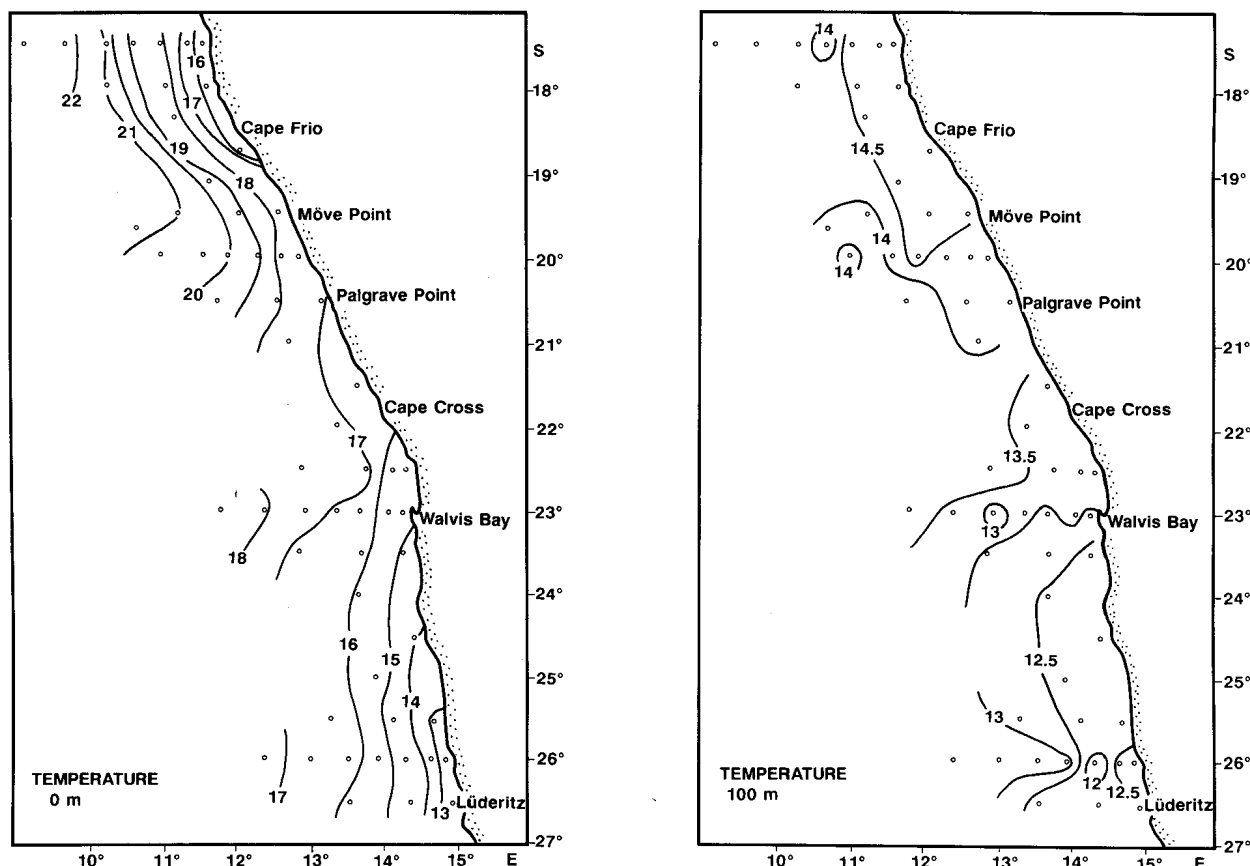 S
16
22
18°
17
21
Cape Frio
19
18
19°
Möve Point
20°
20
Palgrave Point
21°
Cape Cross
17
22°
23°
Walvis Bay
18
24°
16
15
25°
14
26°
TEMPERATURE
0 m
17
13
Lüderitz
27°
10° 11° 12° 13° 14° 15° E
14
S
18°
Cape Frio
14.5
19°
Möve Point
14
20°
14
Palgrave Point
21°
Cape Cross
22°
13.5
23°
Walvis Bay
13
24°
12.5
25°
13
26°
TEMPERATURE
100 m
12
12.5
Lüderitz
27°
10° 11° 12° 13° 14° 15° E